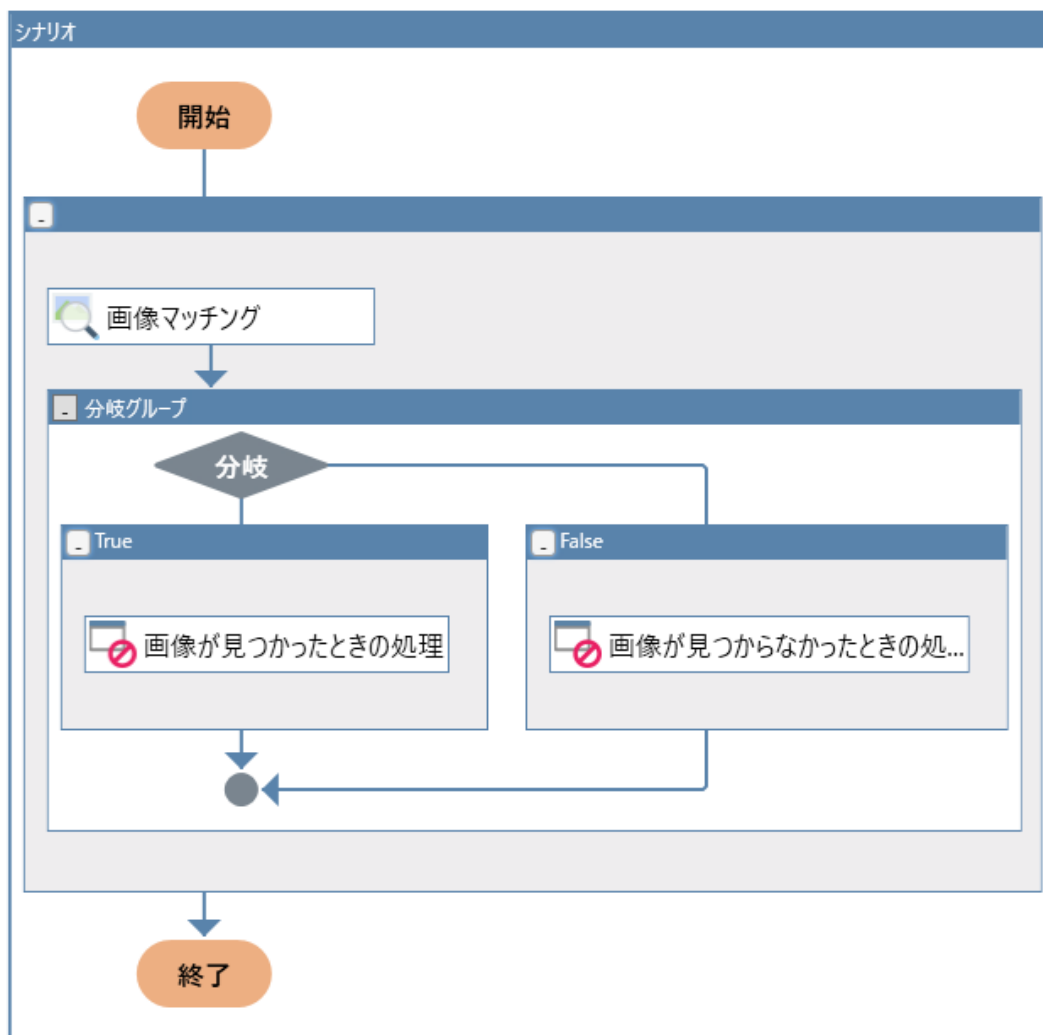 シナリオ
開始
画像マッチング
分岐グループ
分岐
True
False
画像が見つかったときの処理
画像が見つからなかったときの処...
終了